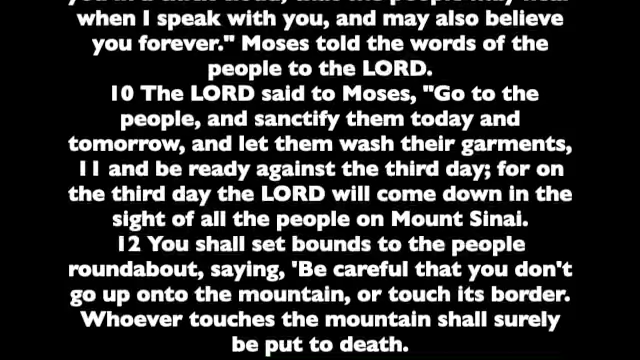 when I speak with you, and may also believe
you forever." Moses told the words of the
people to the LORD.
10 The LORD said to Moses, "Go to the
people, and sanctify them today and
tomorrow, and let them wash their garments,
11 and be ready against the third day; for on
the third day the LORD will come down in the
sight of all the people on Mount Sinai.
12 You shall set bounds to the people
roundabout, saying, 'Be careful that you don't
go up onto the mountain, or touch its border.
Whoever touches the mountain shall surely
be put to death.